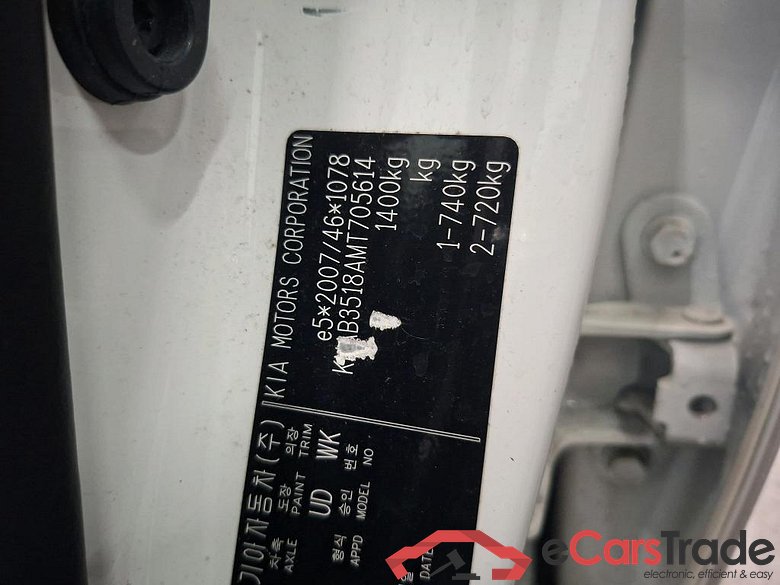 KIA MOTORS CORPORATION
e5*2007/46*1078
K B3518AMT705614
1400kg
kg
1-740kg
2-720kg
기아자동차(주)
차축 도장 의장
AXLE PAINT TRIM
UD WK
형식 승인 번호
APPD MODEL NO
DATE
eCarsTrade
electronic, efficient & easy